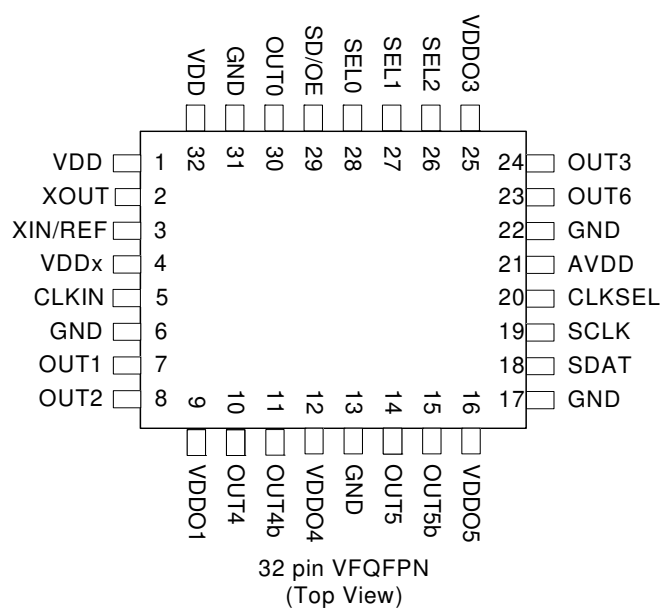 VDD GND OUT0 SD/OE SEL0 SEL1 SEL2 VDDO3
32 31 30 29 28 27 26 25
VDD 1 24 OUT3
XOUT 2 23 OUT6
XIN/REF 3 22 GND
VDDx 4 21 AVDD
CLKIN 5 20 CLKSEL
GND 6 19 SCLK
OUT1 7 18 SDAT
OUT2 8 17 GND
9 10 11 12 13 14 15 16
VDDO1 OUT4 OUT4b VDDO4 GND OUT5 OUT5b VDDO5
32 pin VFQFPN
(Top View)